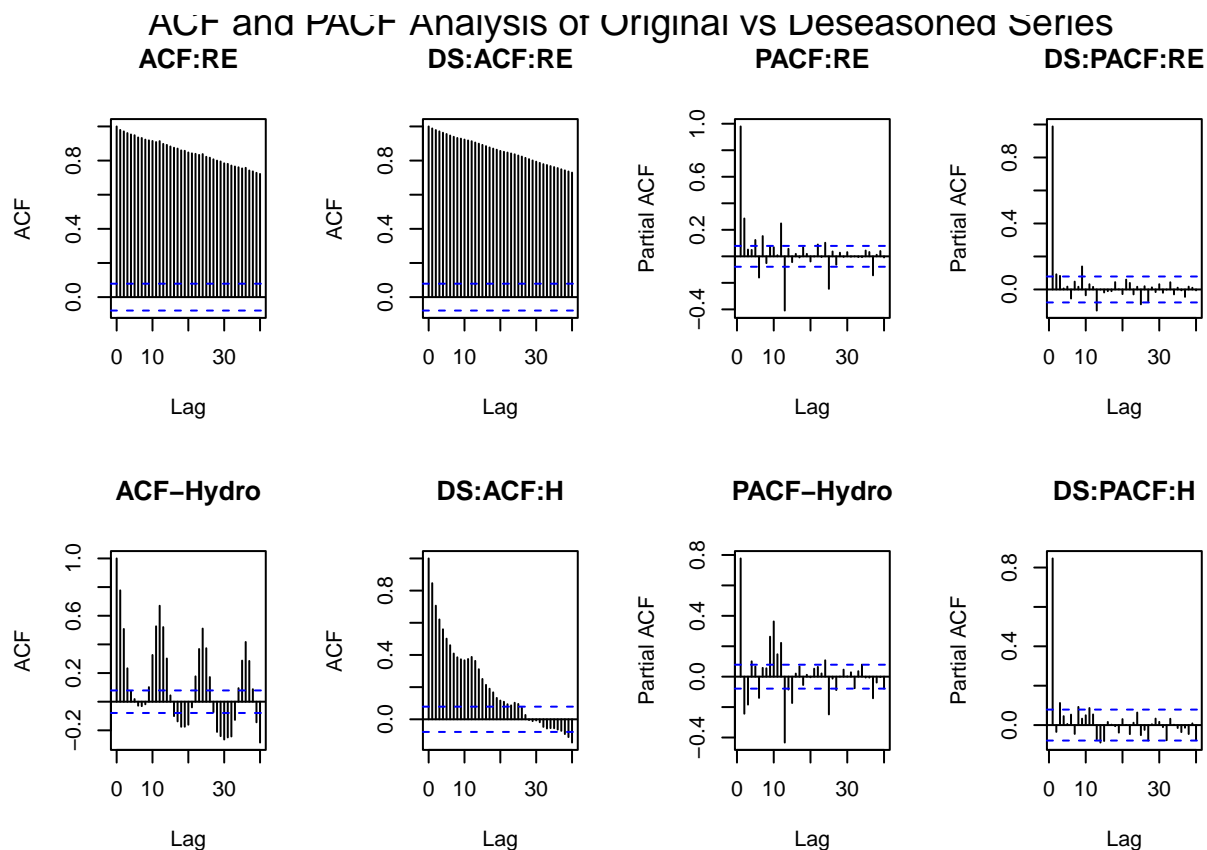 ACF and PACF Analysis of Original vs Deseasoned Series
ACF:RE
DS:ACF:RE
PACF:RE
DS:PACF:RE
ACF
0.0 0.4 0.8
0 10 30
Lag
ACF
0.0 0.4 0.8
0 10 30
Lag
Partial ACF
−0.4 0.2 0.6 1.0
0 10 30
Lag
Partial ACF
0.0 0.4 0.8
0 10 30
Lag
ACF−Hydro
DS:ACF:H
PACF−Hydro
DS:PACF:H
ACF
−0.2 0.2 0.6 1.0
0 10 30
Lag
ACF
0.0 0.4 0.8
0 10 30
Lag
Partial ACF
−0.4 0.0 0.4 0.8
0 10 30
Lag
Partial ACF
0.0 0.4 0.8
0 10 30
Lag